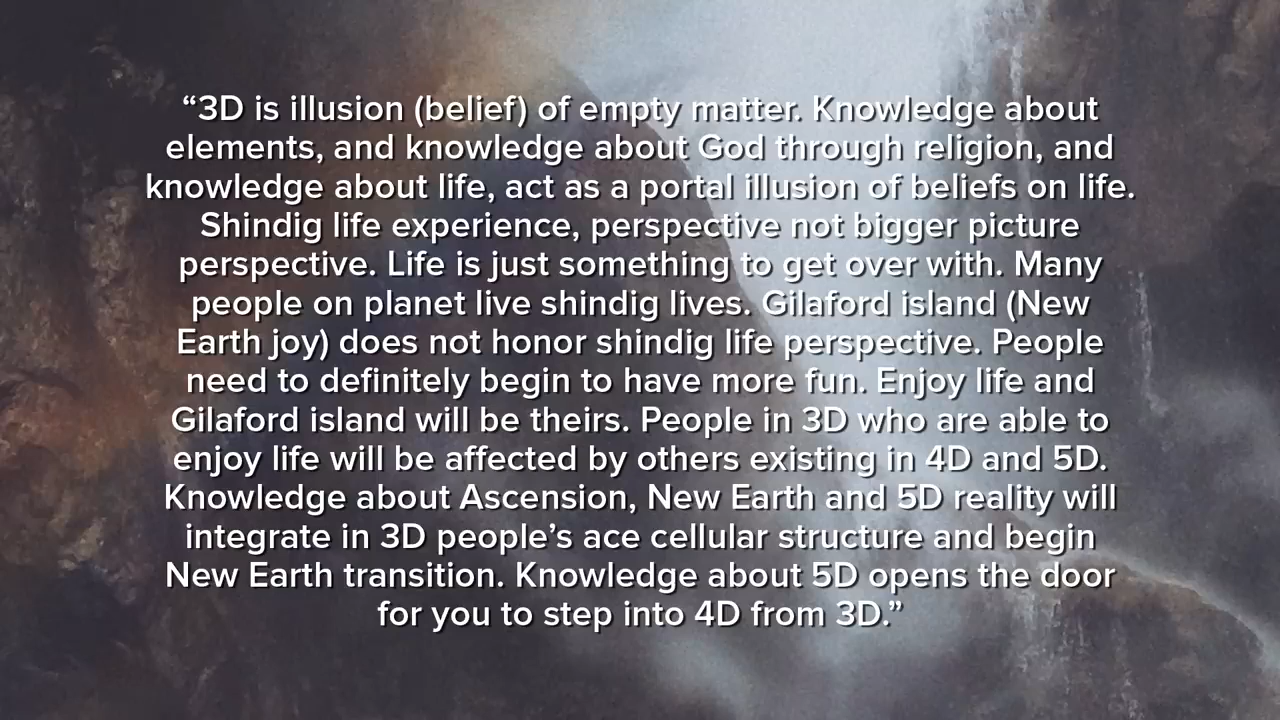 “3D is illusion (belief) of empty matter. Knowledge about
elements, and knowledge about God through religion, and
knowledge about life, act as a portal illusion of beliefs on life.
Shindig life experience, perspective not bigger picture
perspective. Life is just something to get over with. Many
people on planet live shindig lives. Gilaford island (New
Earth joy) does not honor shindig life perspective. People
need to definitely begin to have more fun. Enjoy life and
Gilaford island will be theirs. People in 3D who are able to
enjoy life will be affected by others existing in 4D and 5D.
Knowledge about Ascension, New Earth and 5D reality will
integrate in 3D people’s ace cellular structure and begin
New Earth transition. Knowledge about 5D opens the door
for you to step into 4D from 3D.”